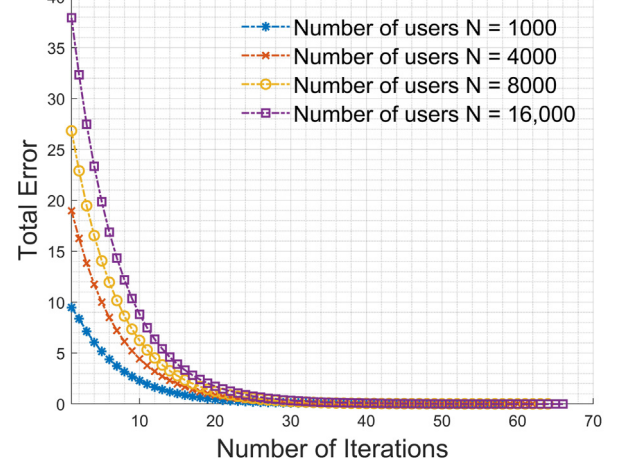 40
35
30
25
20
15
10
5
0
Total Error
Number of users N = 1000
Number of users N = 4000
Number of users N = 8000
Number of users N = 16,000
10 20 30 40 50 60 70
Number of Iterations